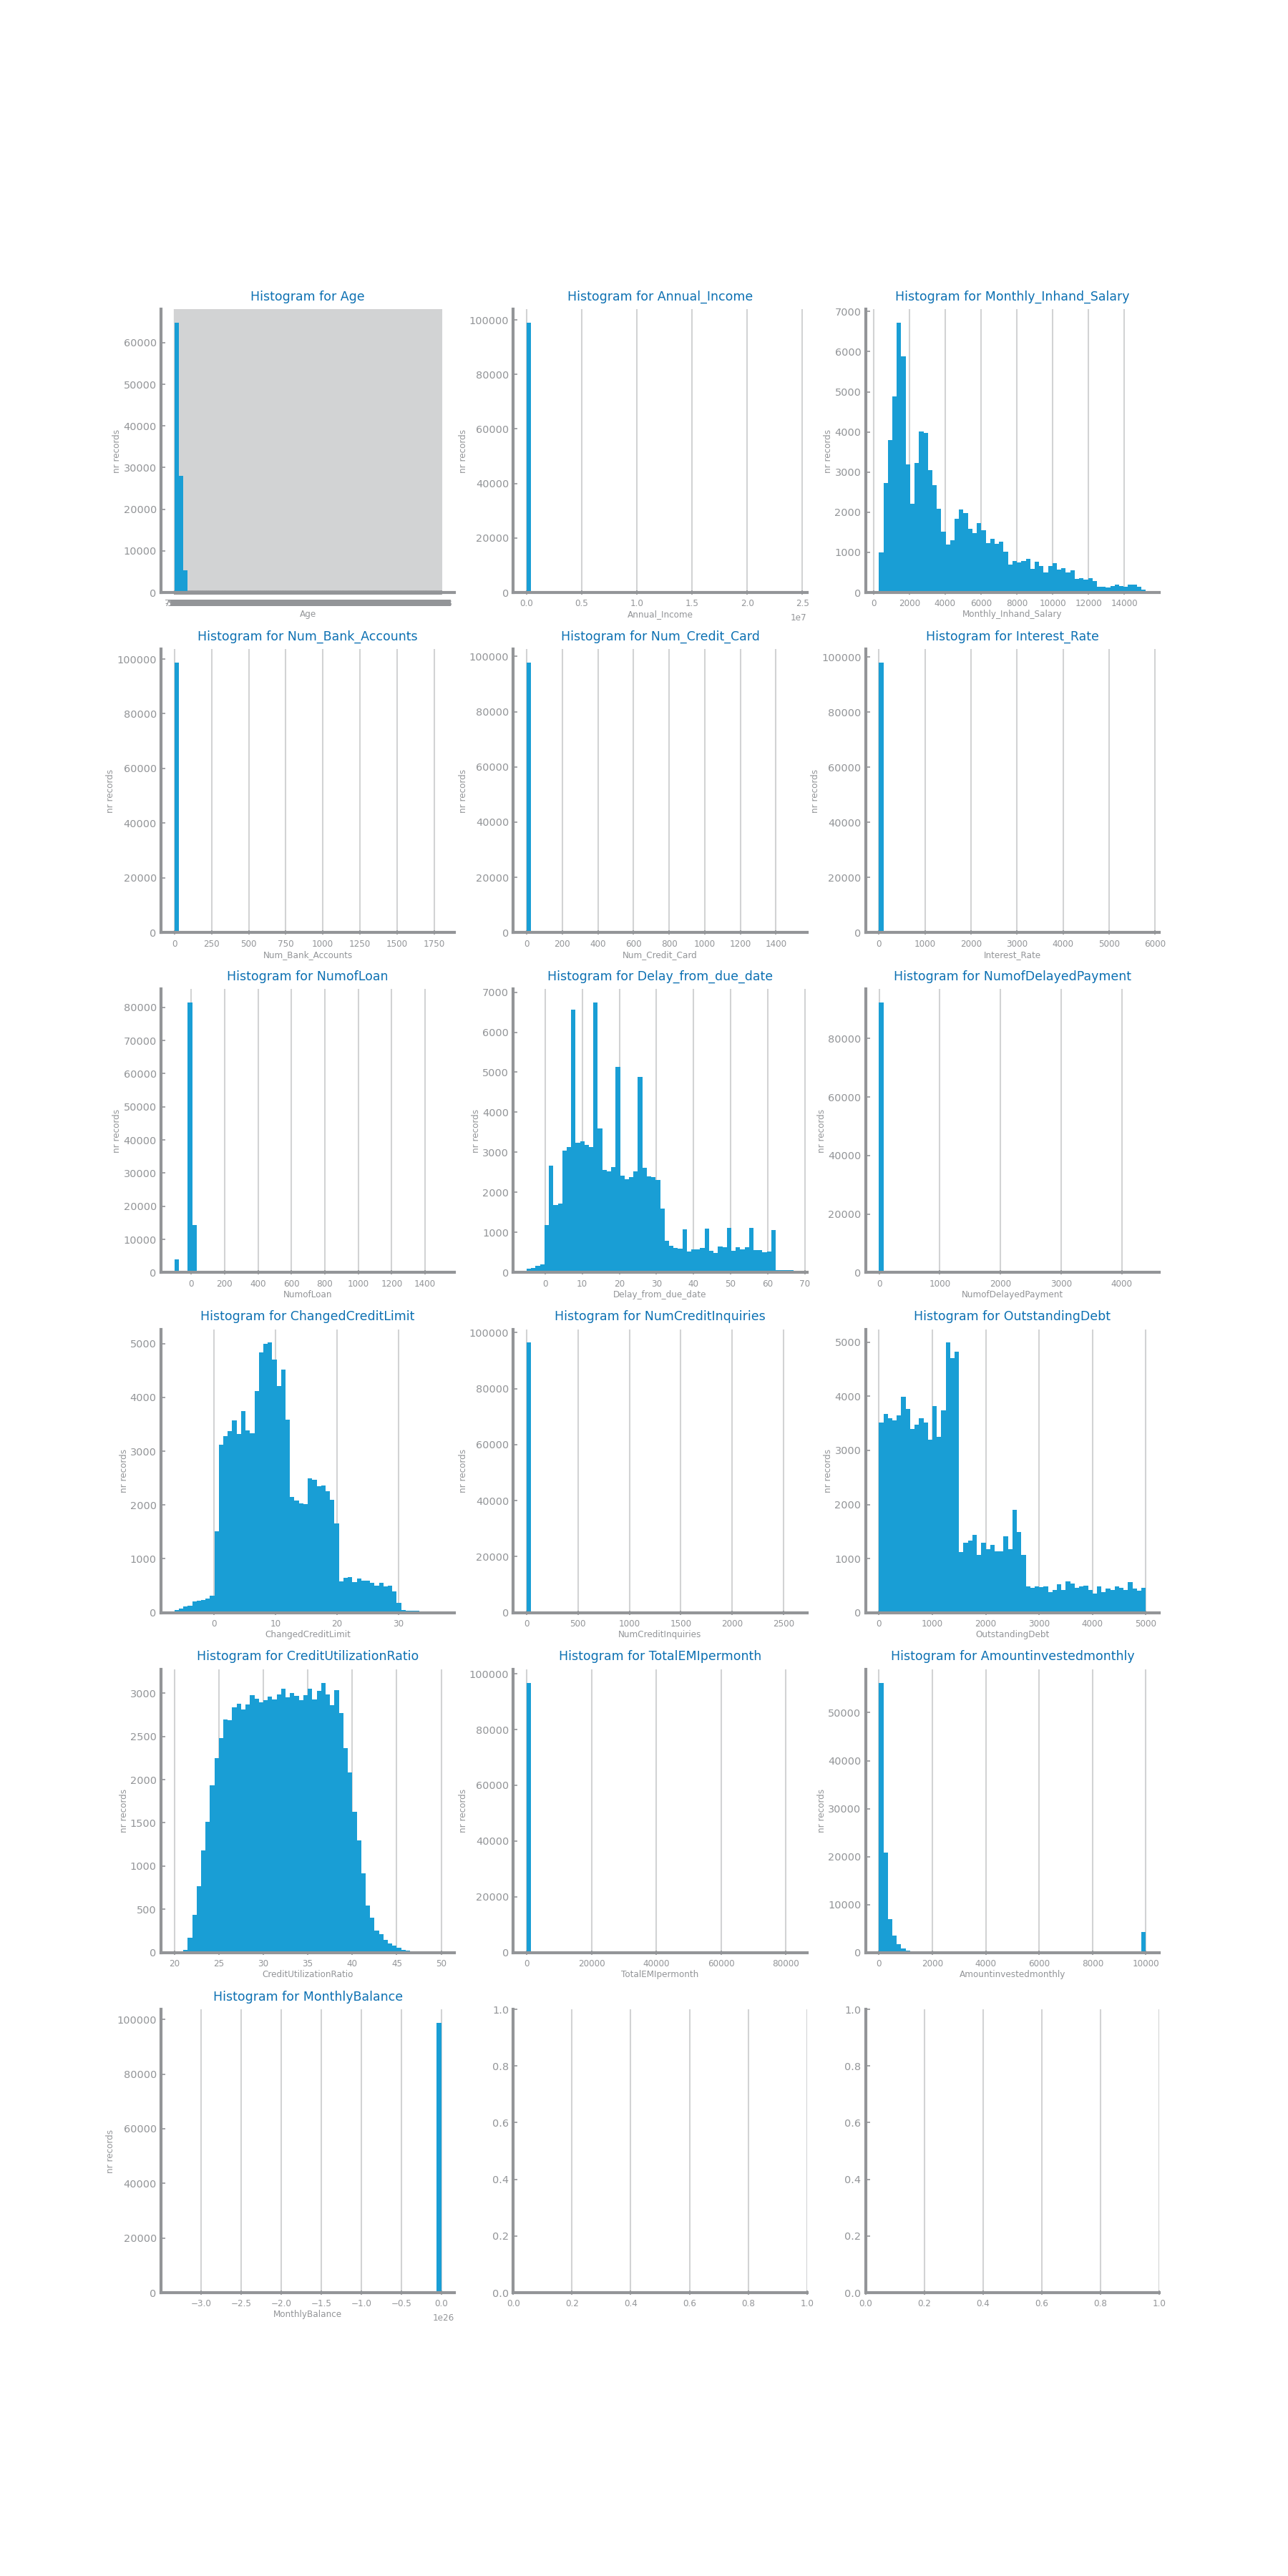 Histogram for Age
60000
50000
40000
30000
20000
10000
0
nr records
Age
Histogram for Annual_Income
100000
80000
60000
40000
20000
0
nr records
0.0 0.5 1.0 1.5 2.0 2.5
Annual_Income
1e7
Histogram for Monthly_Inhand_Salary
7000
6000
5000
4000
3000
2000
1000
0
nr records
0 2000 4000 6000 8000 10000 12000 14000
Monthly_Inhand_Salary
Histogram for Num_Bank_Accounts
100000
80000
60000
40000
20000
0
nr records
0 250 500 750 1000 1250 1500 1750
Num_Bank_Accounts
Histogram for Num_Credit_Card
100000
80000
60000
40000
20000
0
nr records
0 200 400 600 800 1000 1200 1400
Num_Credit_Card
Histogram for Interest_Rate
100000
80000
60000
40000
20000
0
nr records
0 1000 2000 3000 4000 5000 6000
Interest_Rate
Histogram for NumofLoan
80000
70000
60000
50000
40000
30000
20000
10000
0
nr records
0 200 400 600 800 1000 1200 1400
NumofLoan
Histogram for Delay_from_due_date
7000
6000
5000
4000
3000
2000
1000
0
nr records
0 10 20 30 40 50 60 70
Delay_from_due_date
Histogram for NumofDelayedPayment
80000
60000
40000
20000
0
nr records
0 1000 2000 3000 4000
NumofDelayedPayment
Histogram for ChangedCreditLimit
5000
4000
3000
2000
1000
0
nr records
0 10 20 30
ChangedCreditLimit
Histogram for NumCreditInquiries
100000
80000
60000
40000
20000
0
nr records
0 500 1000 1500 2000 2500
NumCreditInquiries
Histogram for OutstandingDebt
5000
4000
3000
2000
1000
0
nr records
0 1000 2000 3000 4000 5000
OutstandingDebt
Histogram for CreditUtilizationRatio
3000
2500
2000
1500
1000
500
0
nr records
20 25 30 35 40 45 50
CreditUtilizationRatio
Histogram for TotalEMIpermonth
100000
80000
60000
40000
20000
0
nr records
0 20000 40000 60000 80000
TotalEMIpermonth
Histogram for Amountinvestedmonthly
50000
40000
30000
20000
10000
0
nr records
0 2000 4000 6000 8000 10000
Amountinvestedmonthly
Histogram for MonthlyBalance
100000
80000
60000
40000
20000
0
nr records
−3.0 −2.5 −2.0 −1.5 −1.0 −0.5 0.0
MonthlyBalance
1e26
1.0
0.8
0.6
0.4
0.2
0.0
0.0 0.2 0.4 0.6 0.8 1.0
1.0
0.8
0.6
0.4
0.2
0.0
0.0 0.2 0.4 0.6 0.8 1.0